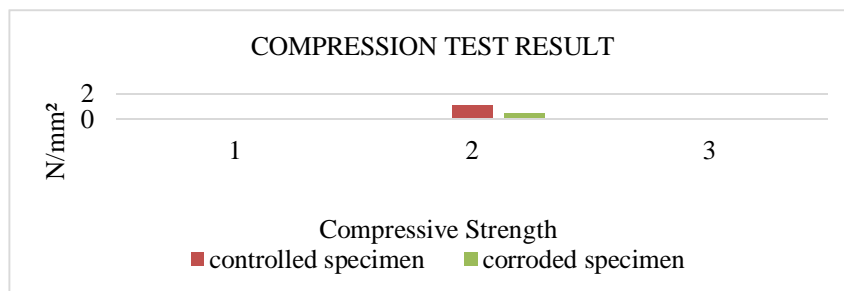 COMPRESSION TEST RESULT
2
0
N/mm²
1 2 3
Compressive Strength
controlled specimen corroded specimen